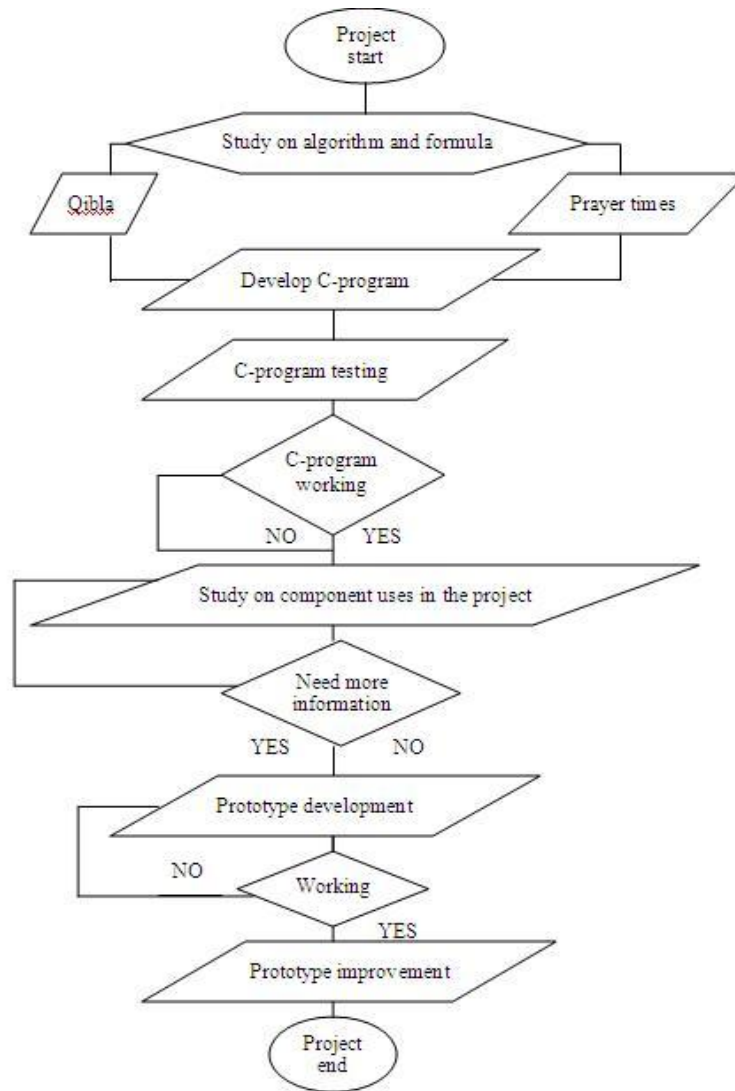 Project
start
Study on algorithm and formula
Qibla
Prayer times
Develop C-program
C-program testing
C-program
working
NO
YES
Study on component uses in the project
Need more
information
YES
NO
Prototype development
NO
Working
YES
Prototype improvement
Project
end